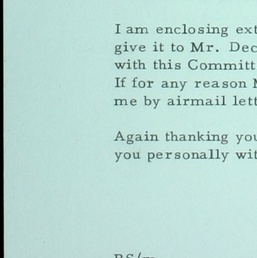 I am enclosing ext
give it to Mr. Dec
with this Committ
If for any reason
me by airmail lett
Again thanking you
you personally wit